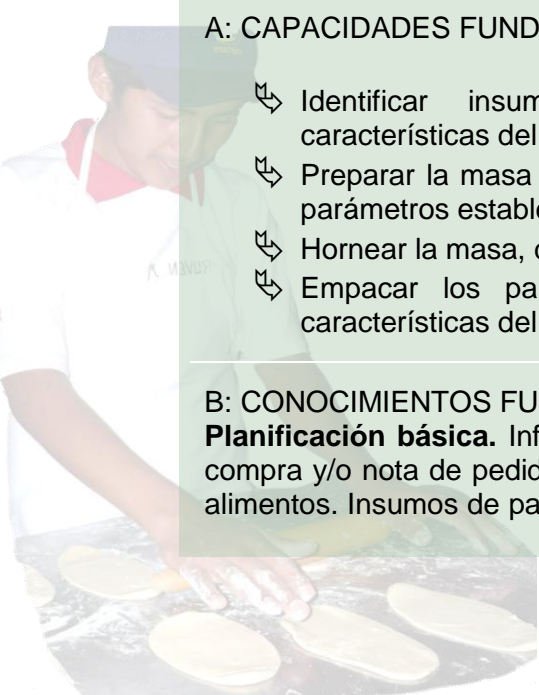 A: CAPACIDADES FUND
Identificar insum
características del
Preparar la masa
parámetros estable
Hornear la masa,
Empacar los pa
características del
B: CONOCIMIENTOS FU
Planificación básica. Inf
compra y/o nota de pedid
alimentos. Insumos de pa